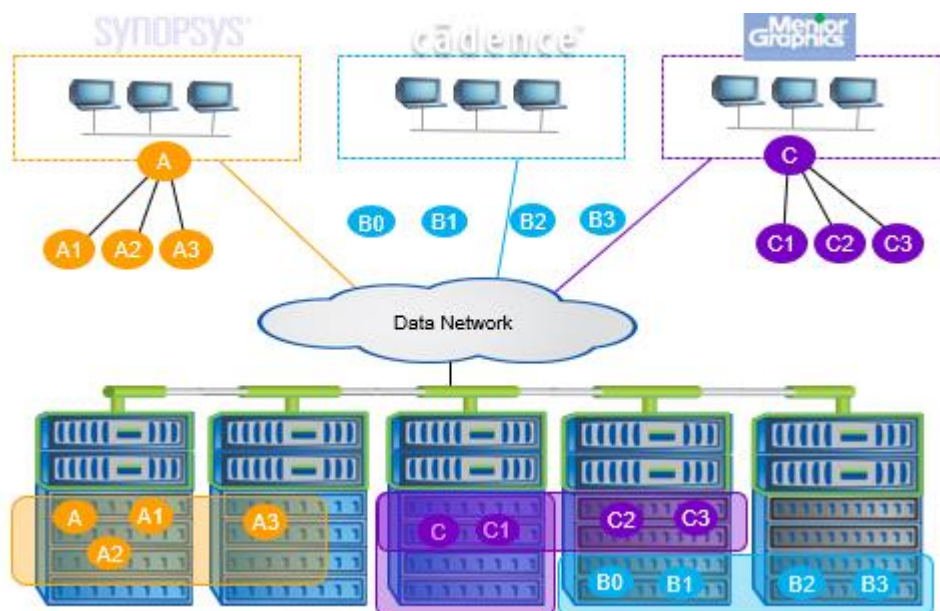 SYNOPSYS®
cādence™
Mentor
Graphics
A
C
B0 B1 B2 B3
A1 A2 A3
C1 C2 C3
Data Network
A A1
A3
C C1
C2 C3
A2
B0 B1
B2 B3